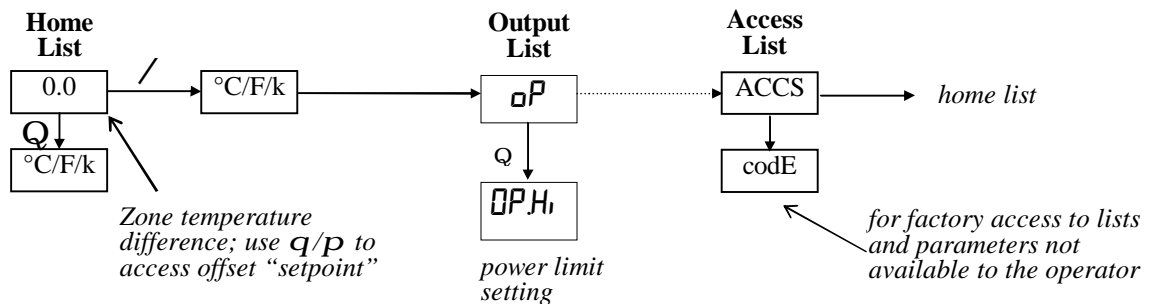 Home
List
Output
List
Access
List
0.0
/
°C/F/k
oP
ACCS
home list
Q
°C/F/k
Q
OP.Hi
codE
Zone temperature
difference; use q/p to
access offset “setpoint”
power limit
setting
for factory access to lists
and parameters not
available to the operator